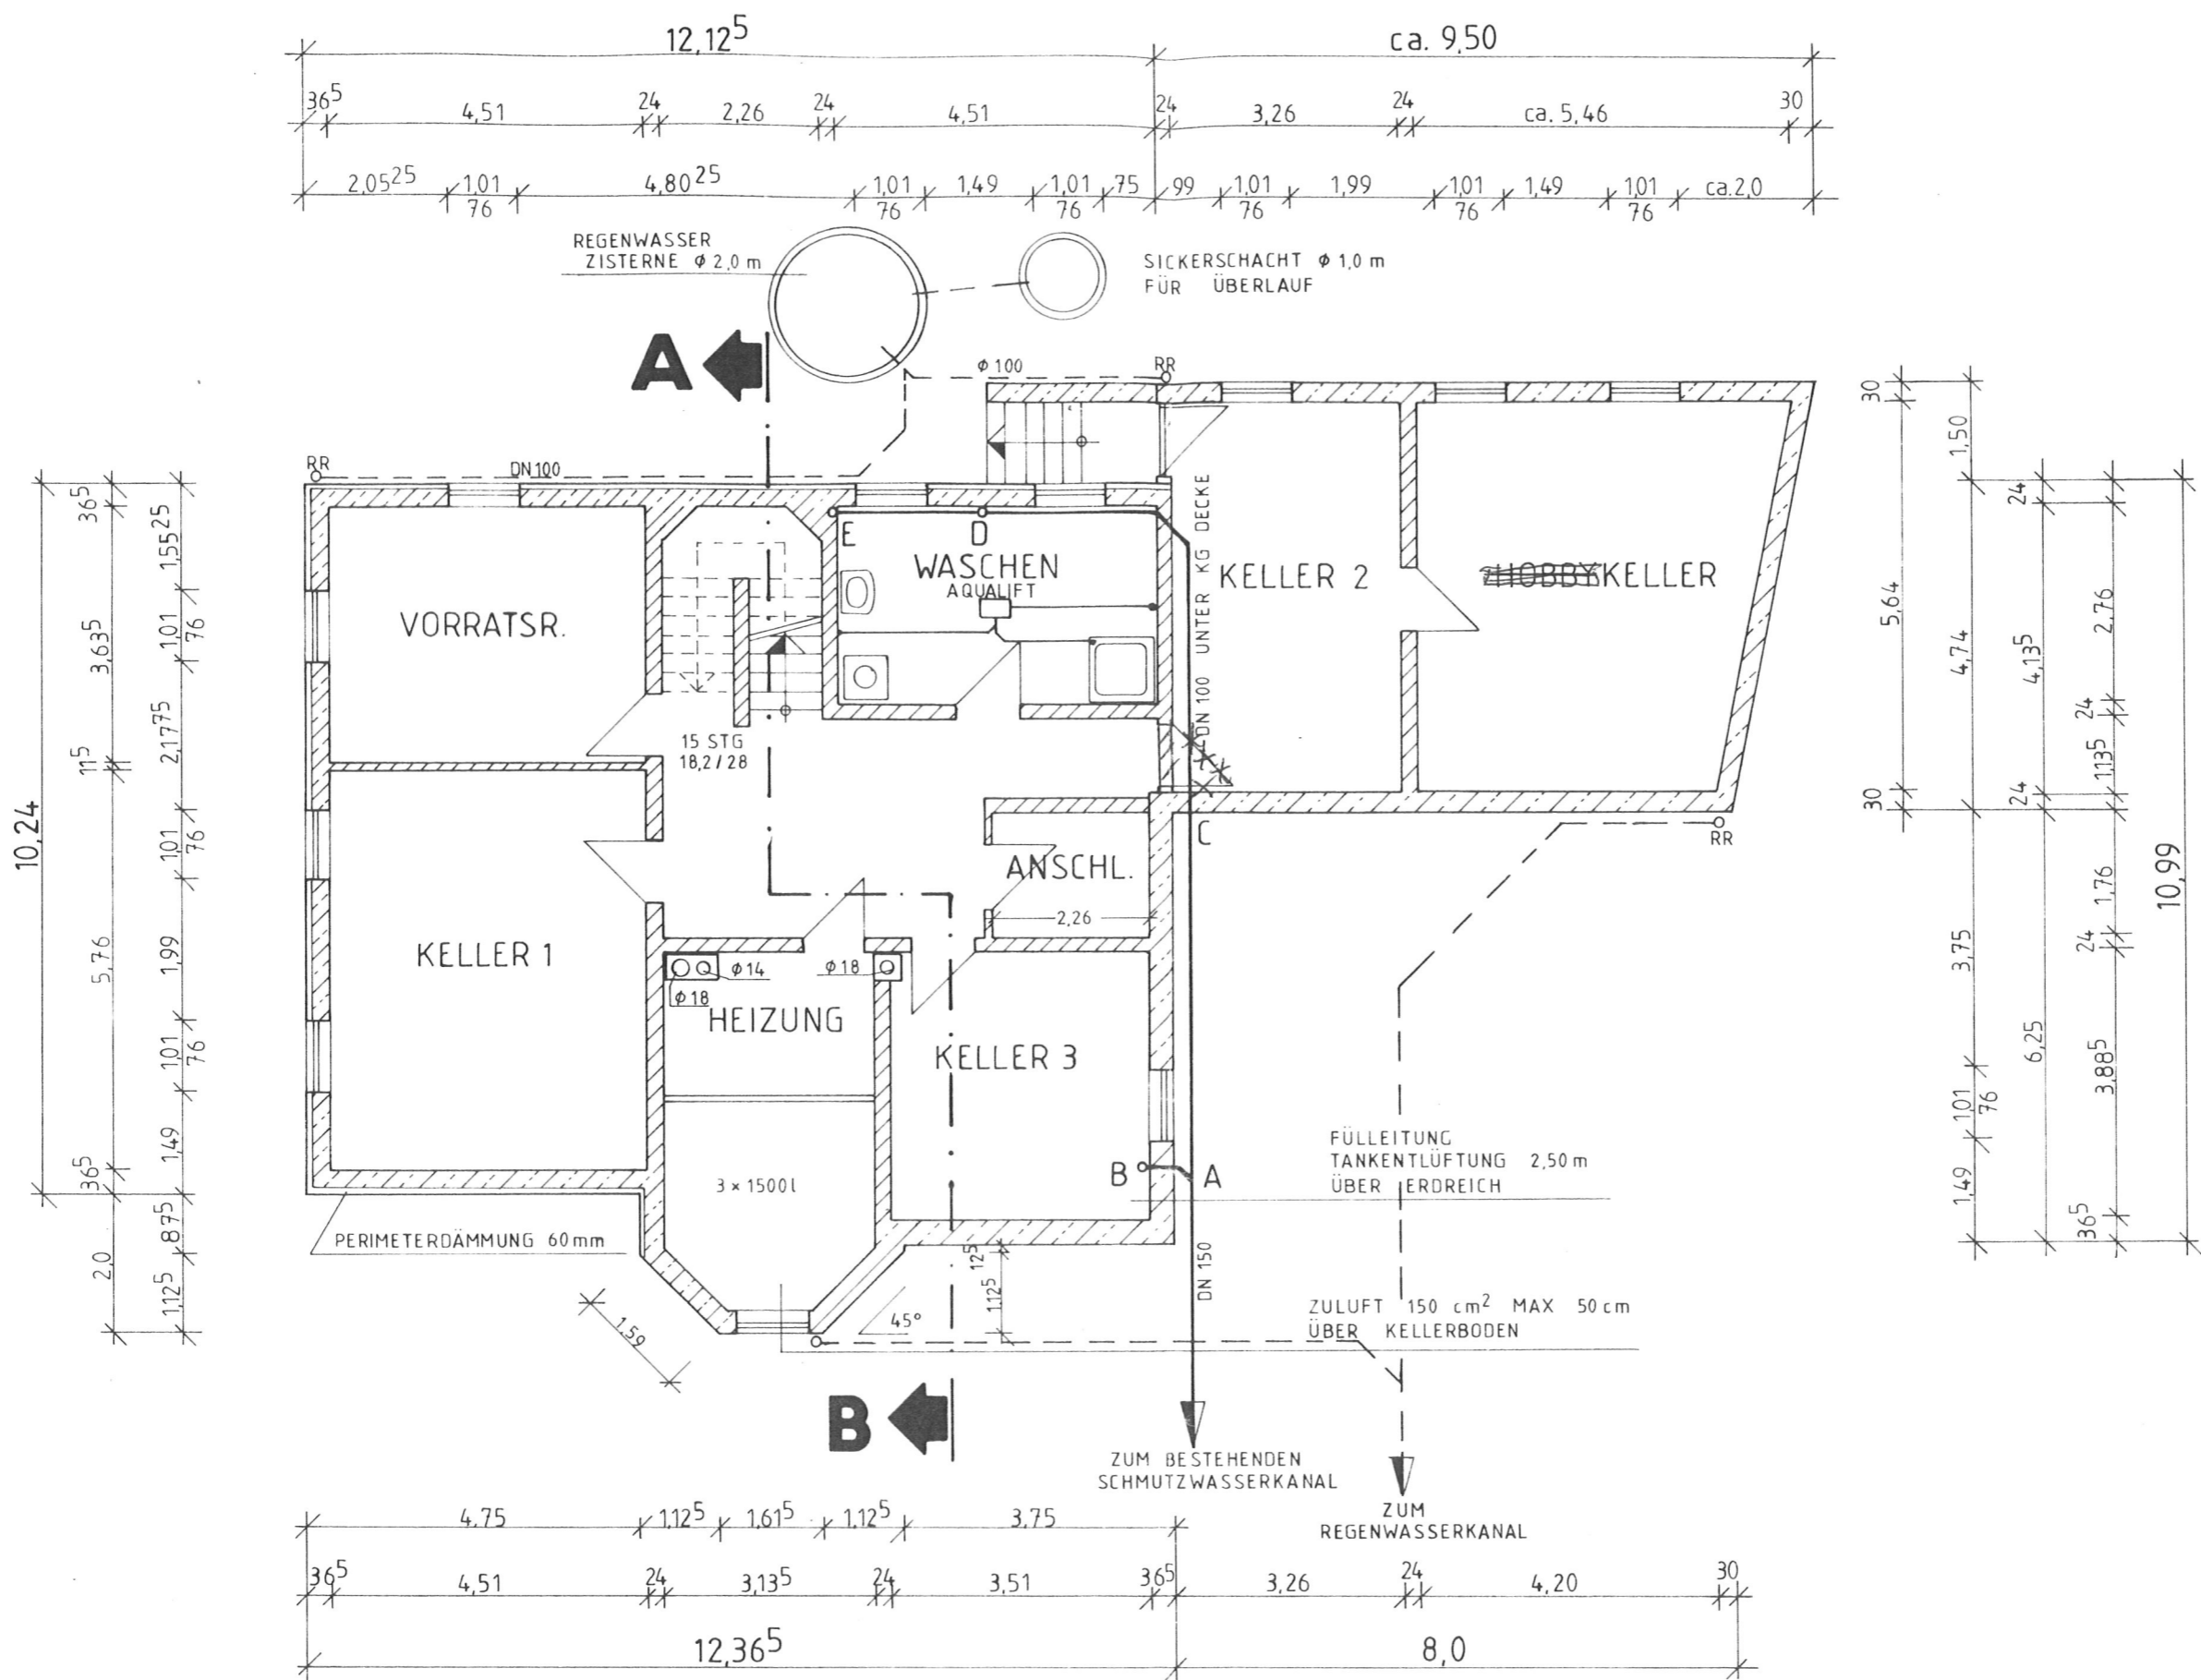 12,12⁵ ca. 9,50
36⁵ 4,51 24 2,26 24 4,51 24 3,26 24 ca. 5,46 30
2,05²⁵ 1,01 4,80²⁵ 1,01 1,49 1,01 75 99 1,01 1,99 1,01 1,49 1,01 ca.2,0
76 76 76 76 76 76
REGENWASSER
ZISTERNE ϕ 2,0 m
SICKERSCHACHT ϕ 1,0 m
FÜR ÜBERLAUF
A
ϕ 100
RR
RR
DN 100
E
D
WASCHEN
AQUALIFT
DN 100 UNTER KG DECKE
KELLER 2
KELLER
VORRATSR.
15 STG
18,2 / 28
C
RR
ANSCHL.
2,26
KELLER 1
ϕ 14
ϕ 18
ϕ 18
HEIZUNG
KELLER 3
3 × 1500 l
B
A
FÜLLEITUNG
TANKENTLÜFTUNG 2,50 m
ÜBER ERDREICH
PERIMETERDÄMMUNG 60 mm
DN 150
12⁵
1,12⁵
45°
1,59
ZULUFT 150 cm² MAX 50 cm
ÜBER KELLERBODEN
B
ZUM BESTEHENDEN
SCHMUTZWASSERKANAL
ZUM
REGENWASSERKANAL
10,24
36⁵
3,63⁵
11⁵
5,76
36⁵
2,0
1,55²⁵
1,01
76
2,17⁷⁵
1,01
76
1,99
1,01
76
1,49
87⁵
1,12⁵
30
5,64
30
1,50
4,74
3,75
1,01
76
1,49
24
4,13⁵
24
6,25
2,76
24
1,13⁵
1,76
24
3,88⁵
36⁵
10,99
4,75 1,12⁵ 1,61⁵ 1,12⁵ 3,75
36⁵ 4,51 24 3,13⁵ 24 3,51 36⁵ 3,26 24 4,20 30
12,36⁵ 8,0